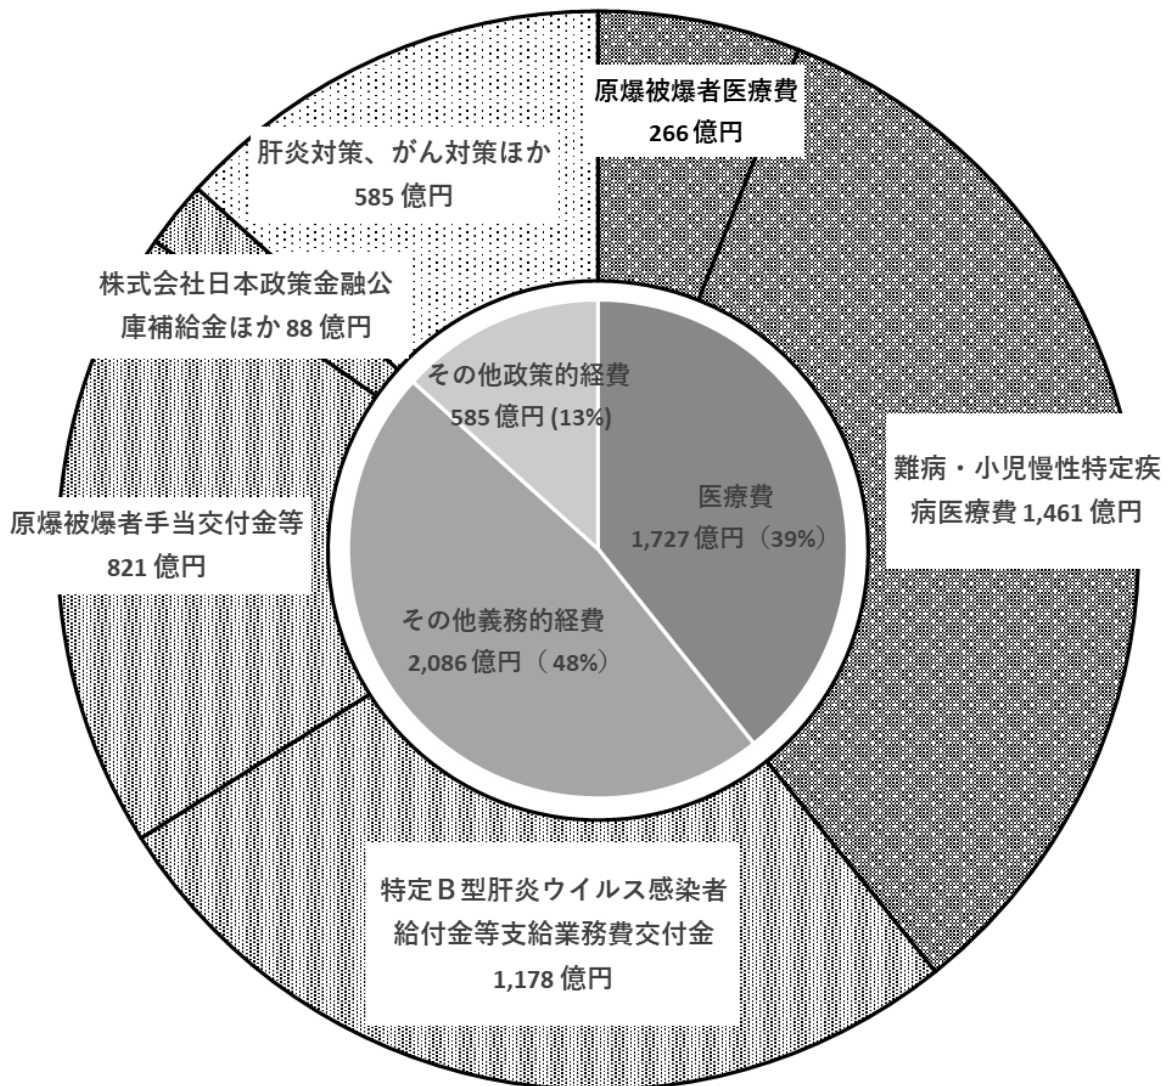 原爆被爆者医療費
266 億円
肝炎対策、がん対策ほか
585 億円
株式会社日本政策金融公
庫補給金ほか 88 億円
その他政策的経費
585 億円 (13%)
難病・小児慢性特定疾
病医療費 1,461 億円
医療費
1,727 億円（39%）
原爆被爆者手当交付金等
821 億円
その他義務的経費
2,086 億円（ 48%）
特定Ｂ型肝炎ウイルス感染者
給付金等支給業務費交付金
1,178 億円